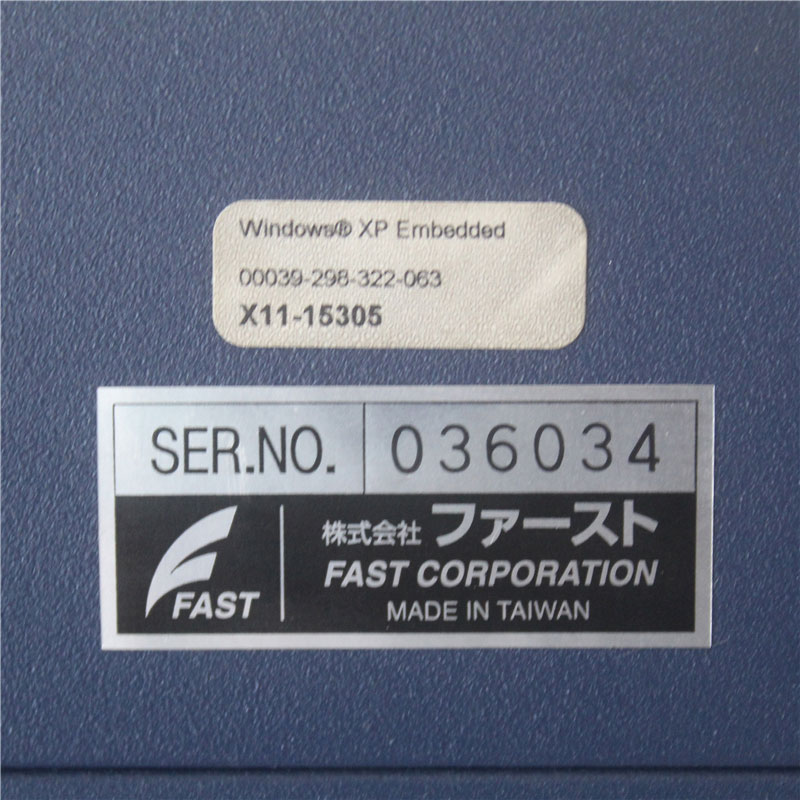 Windows® XP Embedded
00039-298-322-063
X11-15305
SER.NO. 036034
FAST
株式会社 ファースト
FAST CORPORATION
MADE IN TAIWAN